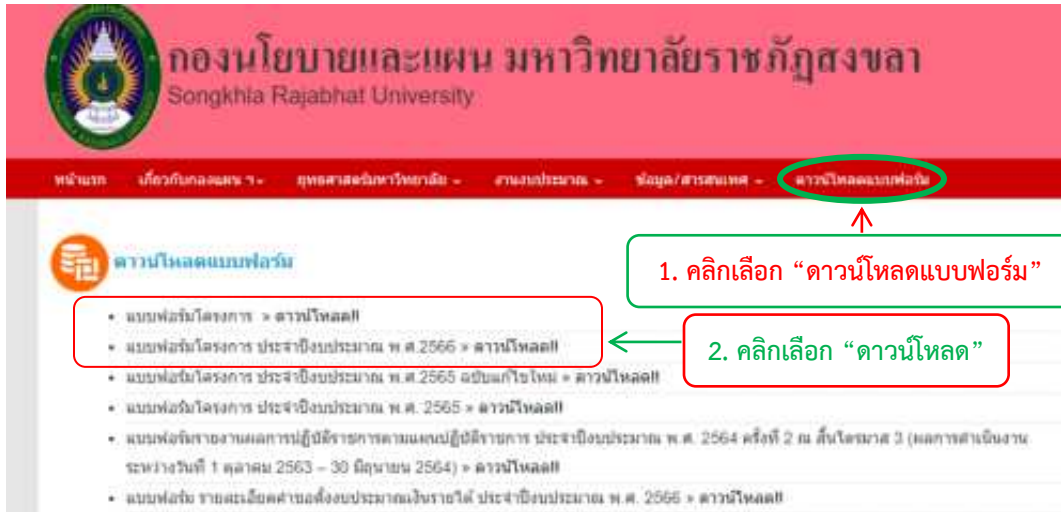 กองนโยบายและแผน มหาวิทยาลัยราชภัฏสงขลา
Songkhla Rajabhat University
หน้าแรก เกี่ยวกับกองแผน ฯ ยุทธศาสตร์มหาวิทยาลัย งานงบประมาณ ข้อมูล/สารสนเทศ ดาวน์โหลดแบบฟอร์ม
ดาวน์โหลดแบบฟอร์ม
1. คลิกเลือก “ดาวน์โหลดแบบฟอร์ม”
แบบฟอร์มโครงการ » ดาวน์โหลด!!
แบบฟอร์มโครงการ ประจำปีงบประมาณ พ.ศ.2566 » ดาวน์โหลด!!
2. คลิกเลือก “ดาวน์โหลด”
แบบฟอร์มโครงการ ประจำปีงบประมาณ พ.ศ.2565 ฉบับแก้ไขใหม่ » ดาวน์โหลด!!
แบบฟอร์มโครงการ ประจำปีงบประมาณ พ.ศ. 2565 » ดาวน์โหลด!!
แบบฟอร์มรายงานผลการปฏิบัติราชการตามแผนปฏิบัติราชการ ประจำปีงบประมาณ พ.ศ. 2564 ครั้งที่ 2 ณ สิ้นไตรมาส 3 (ผลการดำเนินงาน
ระหว่างวันที่ 1 ตุลาคม 2563 – 30 มิถุนายน 2564) » ดาวน์โหลด!!
แบบฟอร์ม รายละเอียดคำขอตั้งงบประมาณเงินรายได้ ประจำปีงบประมาณ พ.ศ. 2566 » ดาวน์โหลด!!